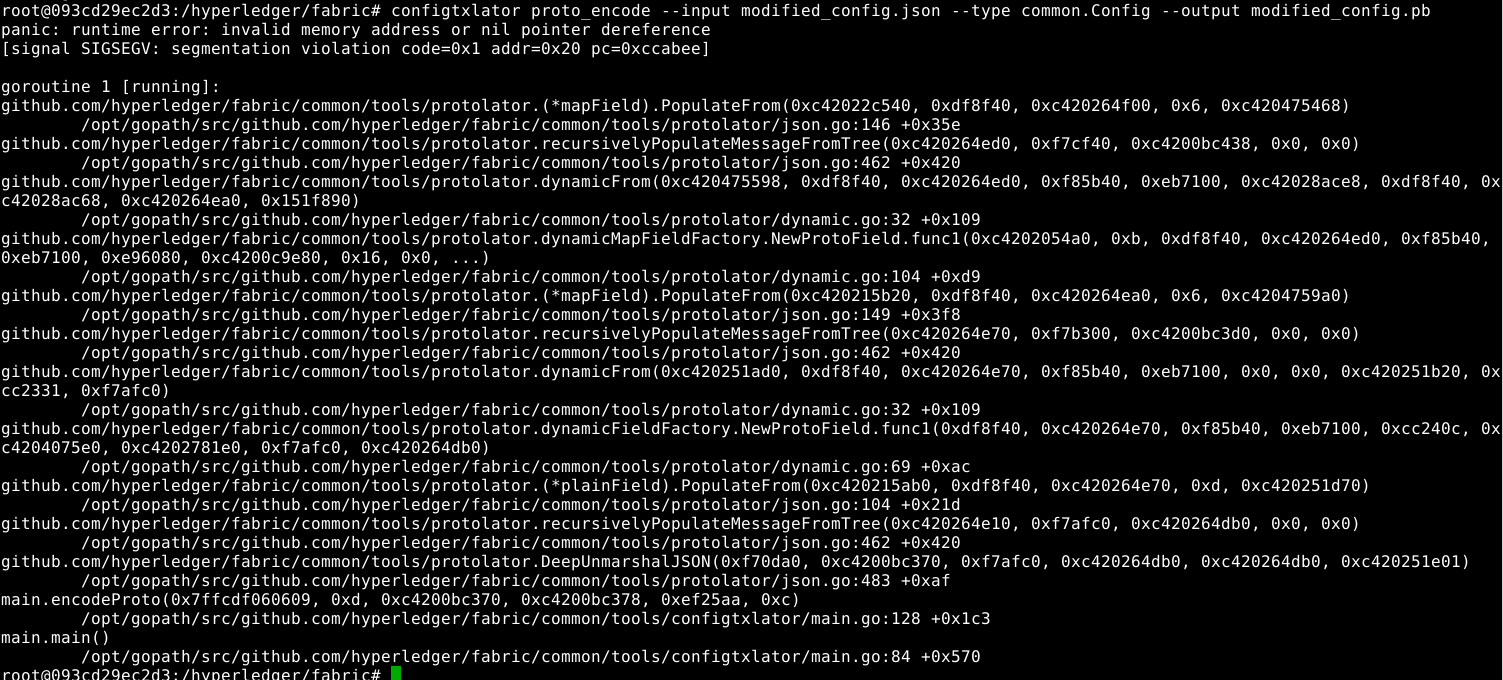 root@093cd29ec2d3:/hyperledger/fabric# configtxlator proto_encode --input modified_config.json --type common.Config --output modified_config.pb
panic: runtime error: invalid memory address or nil pointer dereference
[signal SIGSEGV: segmentation violation code=0x1 addr=0x20 pc=0xccabee]
goroutine 1 [running]:
github.com/hyperledger/fabric/common/tools/protolator.(*mapField).PopulateFrom(0xc42022c540, 0xdf8f40, 0xc420264f00, 0x6, 0xc420475468)
/opt/gopath/src/github.com/hyperledger/fabric/common/tools/protolator/json.go:146 +0x35e
github.com/hyperledger/fabric/common/tools/protolator.recursivelyPopulateMessageFromTree(0xc420264ed0, 0xf7cf40, 0xc4200bc438, 0x0, 0x0)
/opt/gopath/src/github.com/hyperledger/fabric/common/tools/protolator/json.go:462 +0x420
github.com/hyperledger/fabric/common/tools/protolator.dynamicFrom(0xc420475598, 0xdf8f40, 0xc420264ed0, 0xf85b40, 0xeb7100, 0xc42028ace8, 0xdf8f40, 0x
c42028ac68, 0xc420264ea0, 0x151f890)
/opt/gopath/src/github.com/hyperledger/fabric/common/tools/protolator/dynamic.go:32 +0x109
github.com/hyperledger/fabric/common/tools/protolator.dynamicMapFieldFactory.NewProtoField.func1(0xc4202054a0, 0xb, 0xdf8f40, 0xc420264ed0, 0xf85b40,
0xeb7100, 0xe96080, 0xc4200c9e80, 0x16, 0x0, ...)
/opt/gopath/src/github.com/hyperledger/fabric/common/tools/protolator/dynamic.go:104 +0xd9
github.com/hyperledger/fabric/common/tools/protolator.(*mapField).PopulateFrom(0xc420215b20, 0xdf8f40, 0xc420264ea0, 0x6, 0xc4204759a0)
/opt/gopath/src/github.com/hyperledger/fabric/common/tools/protolator/json.go:149 +0x3f8
github.com/hyperledger/fabric/common/tools/protolator.recursivelyPopulateMessageFromTree(0xc420264e70, 0xf7b300, 0xc4200bc3d0, 0x0, 0x0)
/opt/gopath/src/github.com/hyperledger/fabric/common/tools/protolator/json.go:462 +0x420
github.com/hyperledger/fabric/common/tools/protolator.dynamicFrom(0xc420251ad0, 0xdf8f40, 0xc420264e70, 0xf85b40, 0xeb7100, 0x0, 0x0, 0xc420251b20, 0x
cc2331, 0xf7afc0)
/opt/gopath/src/github.com/hyperledger/fabric/common/tools/protolator/dynamic.go:32 +0x109
github.com/hyperledger/fabric/common/tools/protolator.dynamicFieldFactory.NewProtoField.func1(0xdf8f40, 0xc420264e70, 0xf85b40, 0xeb7100, 0xcc240c, 0x
c4204075e0, 0xc4202781e0, 0xf7afc0, 0xc420264db0)
/opt/gopath/src/github.com/hyperledger/fabric/common/tools/protolator/dynamic.go:69 +0xac
github.com/hyperledger/fabric/common/tools/protolator.(*plainField).PopulateFrom(0xc420215ab0, 0xdf8f40, 0xc420264e70, 0xd, 0xc420251d70)
/opt/gopath/src/github.com/hyperledger/fabric/common/tools/protolator/json.go:104 +0x21d
github.com/hyperledger/fabric/common/tools/protolator.recursivelyPopulateMessageFromTree(0xc420264e10, 0xf7afc0, 0xc420264db0, 0x0, 0x0)
/opt/gopath/src/github.com/hyperledger/fabric/common/tools/protolator/json.go:462 +0x420
github.com/hyperledger/fabric/common/tools/protolator.DeepUnmarshalJSON(0xf70da0, 0xc4200bc370, 0xf7afc0, 0xc420264db0, 0xc420264db0, 0xc420251e01)
/opt/gopath/src/github.com/hyperledger/fabric/common/tools/protolator/json.go:483 +0xaf
main.encodeProto(0x7ffcdf060609, 0xd, 0xc4200bc370, 0xc4200bc378, 0xef25aa, 0xc)
/opt/gopath/src/github.com/hyperledger/fabric/common/tools/configtxlator/main.go:128 +0x1c3
main.main()
/opt/gopath/src/github.com/hyperledger/fabric/common/tools/configtxlator/main.go:84 +0x570
root@093cd29ec2d3:/hyperledger/fabric#